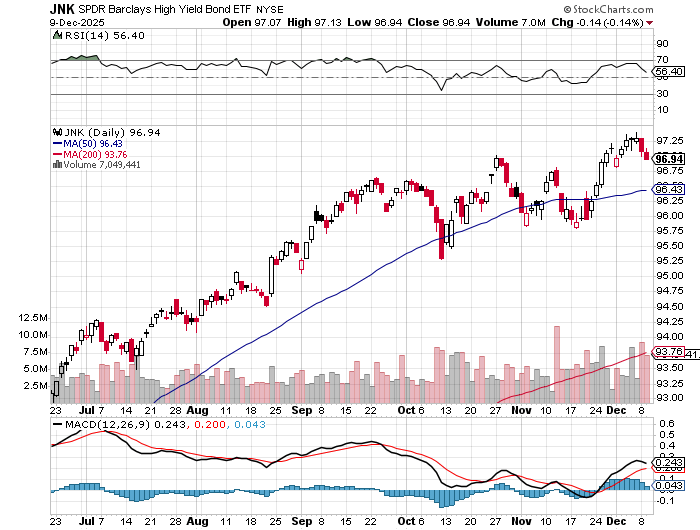 JNK SPDR Barclays High Yield Bond ETF NYSE
© StockCharts.com
9-Dec-2025
Open 97.07 High 97.13 Low 96.94 Close 96.94 Volume 7.0M Chg -0.14 (-0.14%)
RSI(14) 56.40
90
70
56.40
50
30
10
JNK (Daily) 96.94
MA(50) 96.43
MA(200) 93.76
Volume 7,049,441
97.25
96.94
96.75
96.43
96.25
96.00
95.75
95.50
95.25
95.00
94.75
94.50
94.25
94.00
93.76
93.50
93.25
93.00
12.5M
10.0M
7.5M
5.0M
2.5M
23 Jul 7 14 21 28 Aug 11 18 25 Sep 8 15 22 Oct 6 13 20 27 Nov 10 17 24 Dec 8
MACD(12,26,9) 0.243, 0.200, 0.043
0.6
0.5
0.4
0.3
0.243
0.1
0.043
-0.1
23 Jul 7 14 21 28 Aug 11 18 25 Sep 8 15 22 Oct 6 13 20 27 Nov 10 17 24 Dec 8